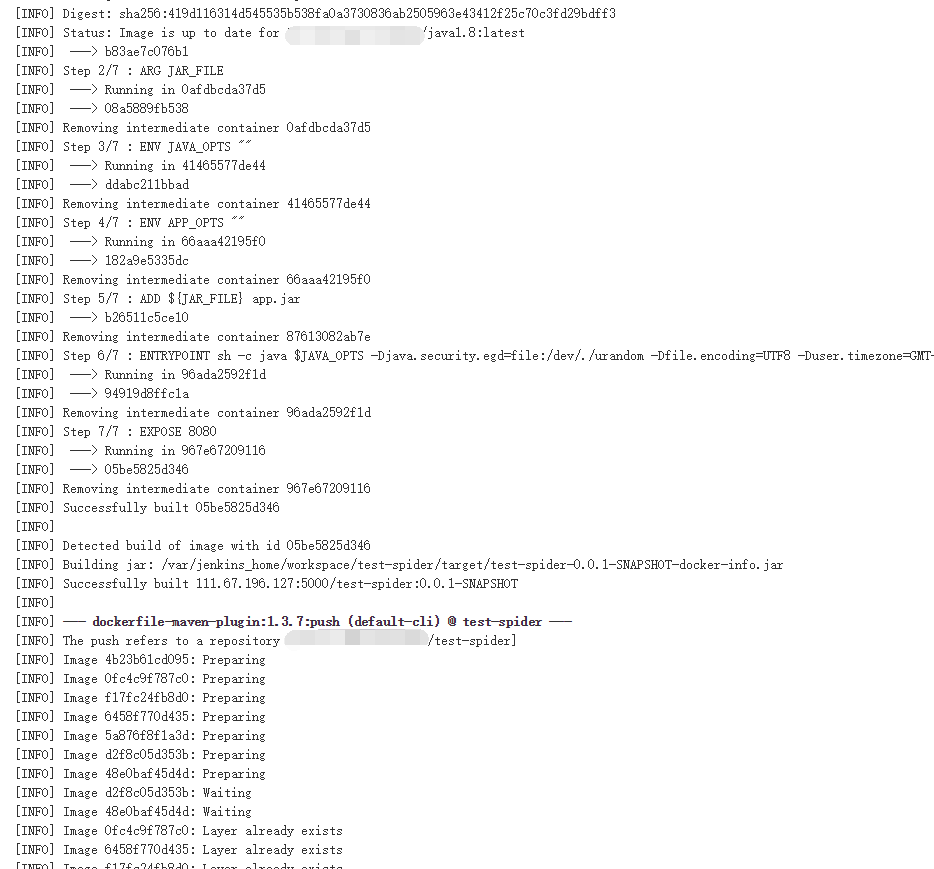 [INFO] Digest: sha256:419d116314d545535b538fa0a3730836ab2505963e43412f25c70c3fd29bdff3
[INFO] Status: Image is up to date for /java1.8:latest
[INFO] ---> b83ae7c076b1
[INFO] Step 2/7 : ARG JAR_FILE
[INFO] ---> Running in 0afdbcda37d5
[INFO] ---> 08a5889fb538
[INFO] Removing intermediate container 0afdbcda37d5
[INFO] Step 3/7 : ENV JAVA_OPTS ""
[INFO] ---> Running in 41465577de44
[INFO] ---> ddabc211bbad
[INFO] Removing intermediate container 41465577de44
[INFO] Step 4/7 : ENV APP_OPTS ""
[INFO] ---> Running in 66aaa42195f0
[INFO] ---> 182a9e5335dc
[INFO] Removing intermediate container 66aaa42195f0
[INFO] Step 5/7 : ADD ${JAR_FILE} app.jar
[INFO] ---> b26511c5ce10
[INFO] Removing intermediate container 87613082ab7e
[INFO] Step 6/7 : ENTRYPOINT sh -c java $JAVA_OPTS -Djava.security.egd=file:/dev/./urandom -Dfile.encoding=UTF8 -Duser.timezone=GMT-
[INFO] ---> Running in 96ada2592f1d
[INFO] ---> 94919d8ffc1a
[INFO] Removing intermediate container 96ada2592f1d
[INFO] Step 7/7 : EXPOSE 8080
[INFO] ---> Running in 967e67209116
[INFO] ---> 05be5825d346
[INFO] Removing intermediate container 967e67209116
[INFO] Successfully built 05be5825d346
[INFO]
[INFO] Detected build of image with id 05be5825d346
[INFO] Building jar: /var/jenkins_home/workspace/test-spider/target/test-spider-0.0.1-SNAPSHOT-docker-info.jar
[INFO] Successfully built 111.67.196.127:5000/test-spider:0.0.1-SNAPSHOT
[INFO]
[INFO] --- dockerfile-maven-plugin:1.3.7:push (default-cli) @ test-spider ---
[INFO] The push refers to a repository /test-spider]
[INFO] Image 4b23b61cd095: Preparing
[INFO] Image 0fc4c9f787c0: Preparing
[INFO] Image f17fc24fb8d0: Preparing
[INFO] Image 6458f770d435: Preparing
[INFO] Image 5a876f8f1a3d: Preparing
[INFO] Image d2f8c05d353b: Preparing
[INFO] Image 48e0baf45d4d: Preparing
[INFO] Image d2f8c05d353b: Waiting
[INFO] Image 48e0baf45d4d: Waiting
[INFO] Image 0fc4c9f787c0: Layer already exists
[INFO] Image 6458f770d435: Layer already exists
[INFO] Image f17fc24fb8d0: Layer already exists